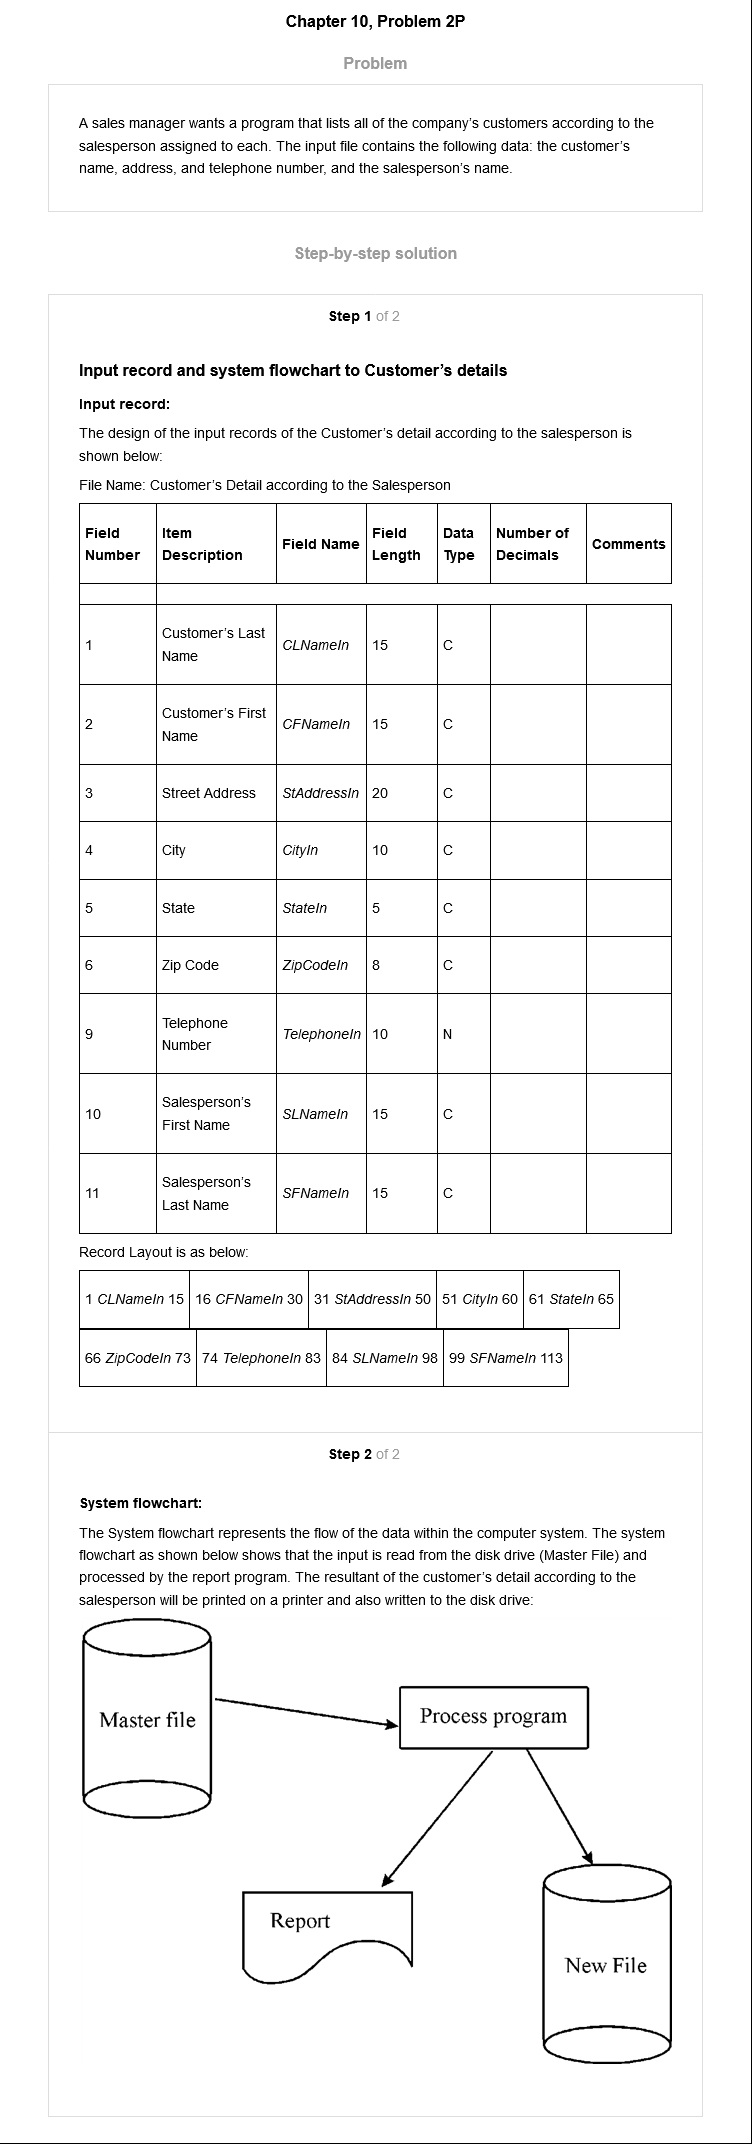 Chapter 10, Problem 2P
Problem
A sales manager wants a program that lists all of the company's customers according to the
salesperson assigned to each. The input file contains the following data: the customer's
name, address, and telephone number, and the salesperson's name.
Step-by-step solution
Step 1 of 2
Input record and system flowchart to Customer's details
Input record:
The design of the input records of the Customer's detail according to the salesperson is
shown below:
File Name: Customer's Detail according to the Salesperson
Field Number Item Description Field Name Field Length Data Type Number of Decimals Comments
1 Customer's Last Name CLNameIn 15 C
2 Customer's First Name CFNameIn 15 C
3 Street Address StAddressIn 20 C
4 City CityIn 10 C
5 State StateIn 5 C
6 Zip Code ZipCodeIn 8 C
9 Telephone Number TelephoneIn 10 N
10 Salesperson's First Name SLNameIn 15 C
11 Salesperson's Last Name SFNameIn 15 C
Record Layout is as below:
1 CLNameIn 15 16 CFNameIn 30 31 StAddressIn 50 51 CityIn 60 61 StateIn 65
66 ZipCodeIn 73 74 TelephoneIn 83 84 SLNameIn 98 99 SFNameIn 113
Step 2 of 2
System flowchart:
The System flowchart represents the flow of the data within the computer system. The system
flowchart as shown below shows that the input is read from the disk drive (Master File) and
processed by the report program. The resultant of the customer's detail according to the
salesperson will be printed on a printer and also written to the disk drive:
Master file
Process program
Report
New File